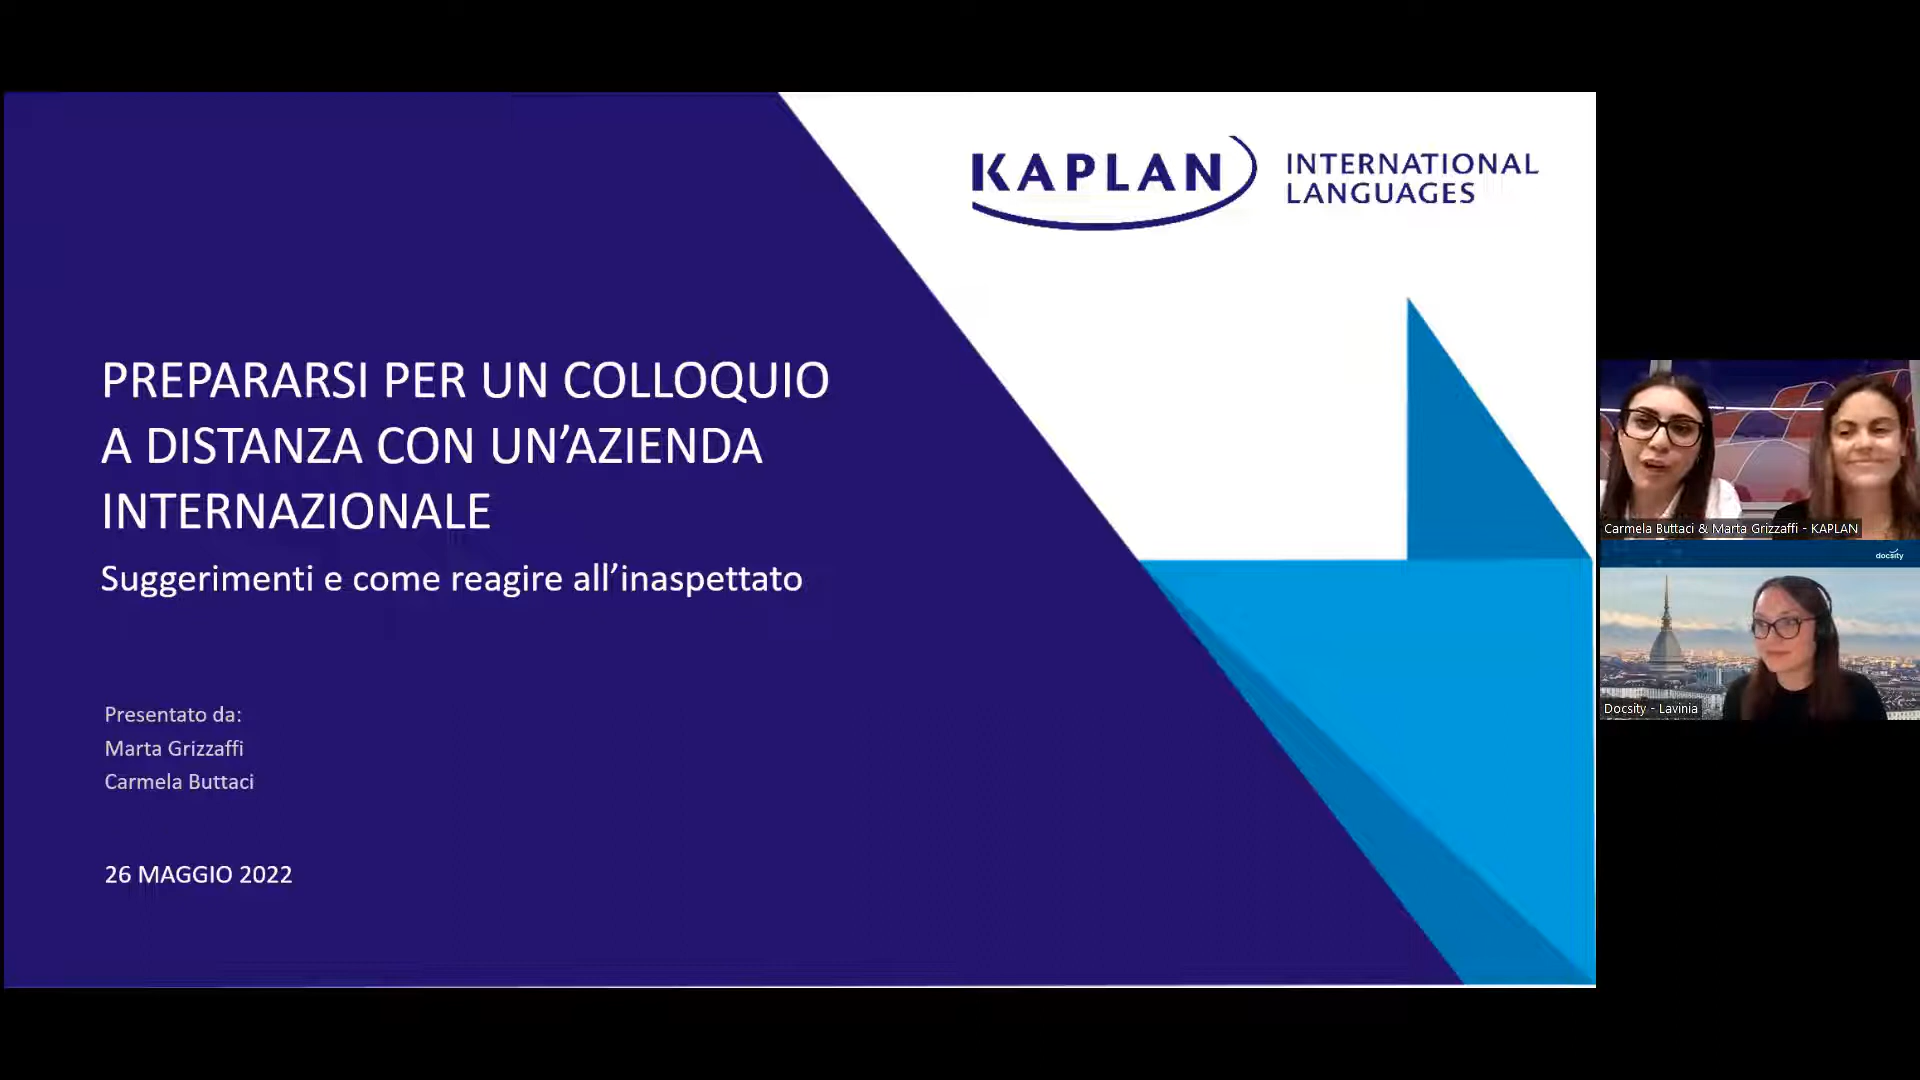 KAPLAN
INTERNATIONAL
LANGUAGES
PREPARARSI PER UN COLLOQUIO
A DISTANZA CON UN’AZIENDA
INTERNAZIONALE
Suggerimenti e come reagire all’inaspettato
Presentato da:
Marta Grizzaffi
Carmela Buttaci
26 MAGGIO 2022
Carmela Buttaci & Marta Grizzaffi - KAPLAN
docsity
Docsity - Lavinia